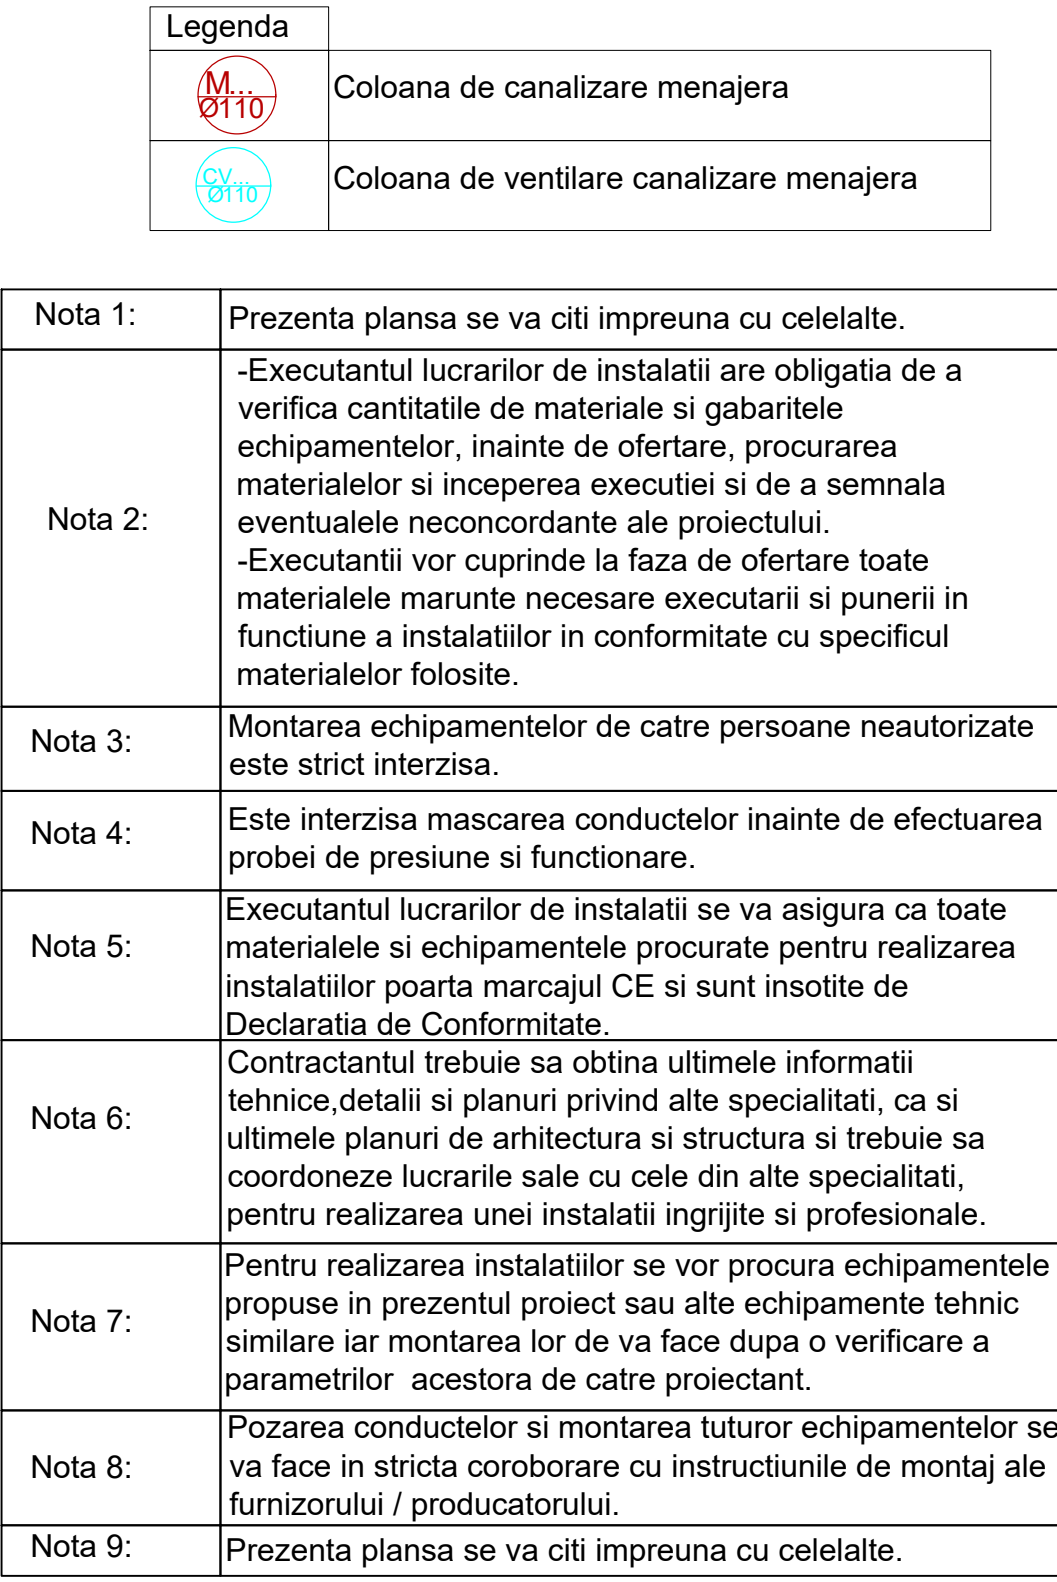 Legenda
M...
Ø110
Coloana de canalizare menajera
CV...
Ø110
Coloana de ventilare canalizare menajera
Nota 1:
Prezenta plansa se va citi impreuna cu celelalte.
Nota 2:
-Executantul lucrarilor de instalatii are obligatia de a
verifica cantitatile de materiale si gabaritele
echipamentelor, inainte de ofertare, procurarea
materialelor si inceperea executiei si de a semnala
eventualele neconcordante ale proiectului.
-Executantii vor cuprinde la faza de ofertare toate
materialele marunte necesare executarii si punerii in
functiune a instalatiilor in conformitate cu specificul
materialelor folosite.
Nota 3:
Montarea echipamentelor de catre persoane neautorizate
este strict interzisa.
Nota 4:
Este interzisa mascarea conductelor inainte de efectuarea
probei de presiune si functionare.
Nota 5:
Executantul lucrarilor de instalatii se va asigura ca toate
materialele si echipamentele procurate pentru realizarea
instalatiilor poarta marcajul CE si sunt insotite de
Declaratia de Conformitate.
Nota 6:
Contractantul trebuie sa obtina ultimele informatii
tehnice,detalii si planuri privind alte specialitati, ca si
ultimele planuri de arhitectura si structura si trebuie sa
coordoneze lucrarile sale cu cele din alte specialitati,
pentru realizarea unei instalatii ingrijite si profesionale.
Nota 7:
Pentru realizarea instalatiilor se vor procura echipamentele
propuse in prezentul proiect sau alte echipamente tehnic
similare iar montarea lor de va face dupa o verificare a
parametrilor  acestora de catre proiectant.
Nota 8:
Pozarea conductelor si montarea tuturor echipamentelor se
va face in stricta coroborare cu instructiunile de montaj ale
furnizorului / producatorului.
Nota 9:
Prezenta plansa se va citi impreuna cu celelalte.